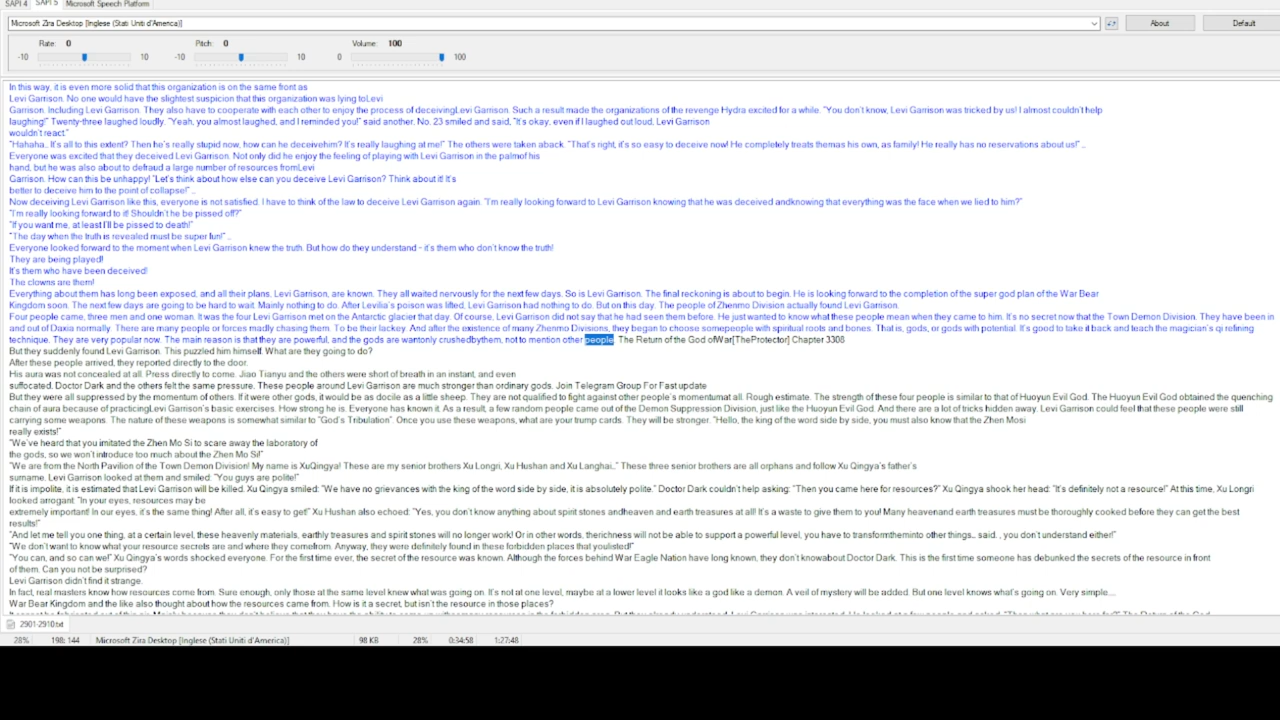 SAPI 4 SAPI 5 Microsoft Speech Platform
Microsoft Zira Desktop [Inglese (Stati Uniti d'America)] About Default
Rate: 0 Pitch: 0 Volume: 100
-10 10 -10 10 0 100
In this way, it is even more solid that this organization is on the same front as
Levi Garrison. No one would have the slightest suspicion that this organization was lying toLevi
Garrison. Including Levi Garrison. They also have to cooperate with each other to enjoy the process of deceivingLevi Garrison. Such a result made the organizations of the revenge Hydra excited for a while. "You don't know, Levi Garrison was tricked by us! I almost couldn't help
laughing!" Twenty-three laughed loudly. "Yeah, you almost laughed, and I reminded you!" said another, No. 23 smiled and said, "It's okay, even if I laughed out loud, Levi Garrison
wouldn't react."
"Hahaha.. It's all to this extent? Then he's really stupid now, how can he deceivehim? It's really laughing at me!" The others were taken aback. "That's right, it's so easy to deceive now! He completely treats themas his own, as family! He really has no reservations about us!" ..
Everyone was excited that they deceived Levi Garrison. Not only did he enjoy the feeling of playing with Levi Garrison in the palmof his
hand, but he was also about to defraud a large number of resources fromLevi
Garrison. How can this be unhappy! "Let's think about how else can you deceive Levi Garrison? Think about it! It's
better to deceive him to the point of collapse!" ..
Now deceiving Levi Garrison like this, everyone is not satisfied. I have to think of the law to deceive Levi Garrison again. "I'm really looking forward to Levi Garrison knowing that he was deceived andknowing that everything was the face when we lied to him?"
"I'm really looking forward to it! Shouldn't he be pissed off?"
"If you want me, at least I'll be pissed to death!"
"The day when the truth is revealed must be super fun!" ..
Everyone looked forward to the moment when Levi Garrison knew the truth. But how do they understand - it's them who don't know the truth!
They are being played!
It's them who have been deceived!
The clowns are them!
Everything about them has long been exposed, and all their plans, Levi Garrison, are known. They all waited nervously for the next few days. So is Levi Garrison. The final reckoning is about to begin. He is looking forward to the completion of the super god plan of the War Bear
Kingdom soon. The next few days are going to be hard to wait. Mainly nothing to do. After Levilia's poison was lifted, Levi Garrison had nothing to do. But on this day. The people of Zhenmo Division actually found Levi Garrison.
Four people came, three men and one woman. It was the four Levi Garrison met on the Antarctic glacier that day. Of course, Levi Garrison did not say that he had seen them before. He just wanted to know what these people mean when they came to him. It's no secret now that the Town Demon Division. They have been in
and out of Daxia normally. There are many people or forces madly chasing them. To be their lackey. And after the existence of many Zhenmo Divisions, they began to choose somepeople with spiritual roots and bones. That is, gods, or gods with potential. It's good to take it back and teach the magician's qi refining
technique. They are very popular now. The main reason is that they are powerful, and the gods are wantonly crushedbythem, not to mention other people. The Return of the God ofWar[TheProtector] Chapter 3308
But they suddenly found Levi Garrison. This puzzled him himself. What are they going to do?
After these people arrived, they reported directly to the door.
His aura was not concealed at all. Press directly to come. Jiao Tianyu and the others were short of breath in an instant, and even
suffocated. Doctor Dark and the others felt the same pressure. These people around Levi Garrison are much stronger than ordinary gods. Join Telegram Group For Fast update
But they were all suppressed by the momentum of others. If it were other gods, it would be as docile as a little sheep. They are not qualified to fight against other people's momentumat all. Rough estimate. The strength of these four people is similar to that of Huoyun Evil God. The Huoyun Evil God obtained the quenching
chain of aura because of practicingLevi Garrison's basic exercises. How strong he is. Everyone has known it. As a result, a few random people came out of the Demon Suppression Division, just like the Huoyun Evil God. And there are a lot of tricks hidden away. Levi Garrison could feel that these people were still
carrying some weapons. The nature of these weapons is somewhat similar to "God's Tribulation". Once you use these weapons, what are your trump cards. They will be stronger. "Hello, the king of the word side by side, you must also know that the Zhen Mosi
really exists!"
"We've heard that you imitated the Zhen Mo Si to scare away the laboratory of
the gods, so we won't introduce too much about the Zhen Mo Si!"
"We are from the North Pavilion of the Town Demon Division! My name is XuQingya! These are my senior brothers Xu Longri, Xu Hushan and Xu Langhai.." These three senior brothers are all orphans and follow Xu Qingya's father's
surname. Levi Garrison looked at them and smiled: "You guys are polite!"
If it is impolite, it is estimated that Levi Garrison will be killed. Xu Qingya smiled: "We have no grievances with the king of the word side by side, it is absolutely polite." Doctor Dark couldn't help asking: "Then you came here for resources?" Xu Qingya shook her head: "It's definitely not a resource!" At this time, Xu Longri
looked arrogant: "In your eyes, resources may be
extremely important! In our eyes, it's the same thing! After all, it's easy to get!" Xu Hushan also echoed: "Yes, you don't know anything about spirit stones andheaven and earth treasures at all! It's a waste to give them to you! Many heavenand earth treasures must be thoroughly cooked before they can get the best
results!"
"And let me tell you one thing, at a certain level, these heavenly materials, earthly treasures and spirit stones will no longer work! Or in other words, therichness will not be able to support a powerful level, you have to transformtheminto other things.. said. , you don't understand either!"
"We don't want to know what your resource secrets are and where they comefrom. Anyway, they were definitely found in these forbidden places that youlisted!"
"You can, and so can we!" Xu Qingya's words shocked everyone. For the first time ever, the secret of the resource was known. Although the forces behind War Eagle Nation have long known, they don't knowabout Doctor Dark. This is the first time someone has debunked the secrets of the resource in front
of them. Can you not be surprised?
Levi Garrison didn't find it strange.
In fact, real masters know how resources come from. Sure enough, only those at the same level knew what was going on. It's not at one level, maybe at a lower level it looks like a god like a demon. A veil of mystery will be added. But one level knows what's going on. Very simple....
War Bear Kingdom and the like also thought about how the resources came from. How is it a secret, but isn't the resource in those places?
2901-2910.txt
28% 198: 144 Microsoft Zira Desktop [Inglese (Stati Uniti d'America)] 98 KB 28% 0:34:58 1:27:48